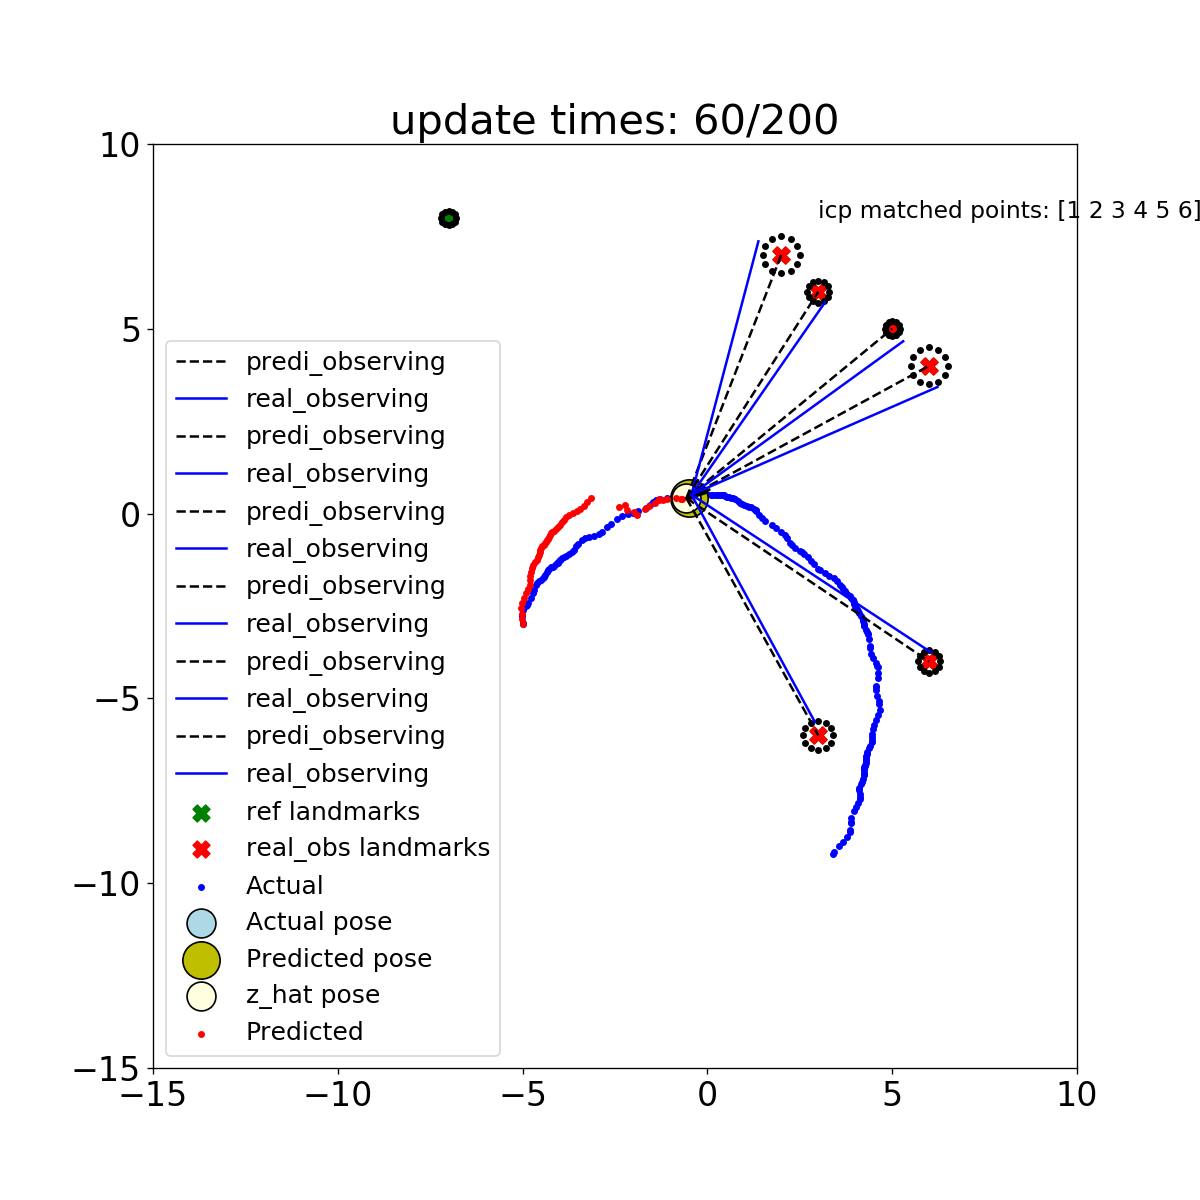 update times: 60/200
10
icp matched points: [1 2 3 4 5 6]
5
0
−5
−10
−15
predi_observing
real_observing
predi_observing
real_observing
predi_observing
real_observing
predi_observing
real_observing
predi_observing
real_observing
predi_observing
real_observing
ref landmarks
real_obs landmarks
Actual
Actual pose
Predicted pose
z_hat pose
Predicted
−15 −10 −5 0 5 10